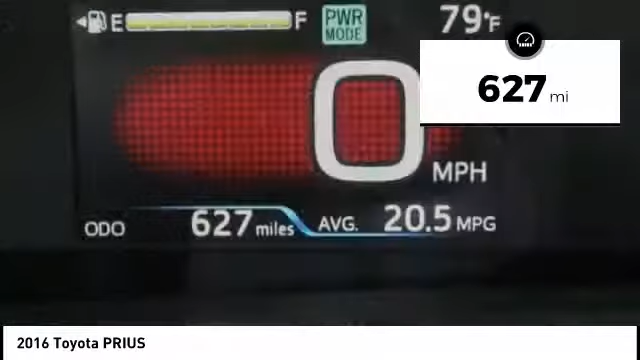 E F PWR MODE 79°F
627 mi
0 MPH
ODO 627 miles AVG. 20.5 MPG
2016 Toyota PRIUS